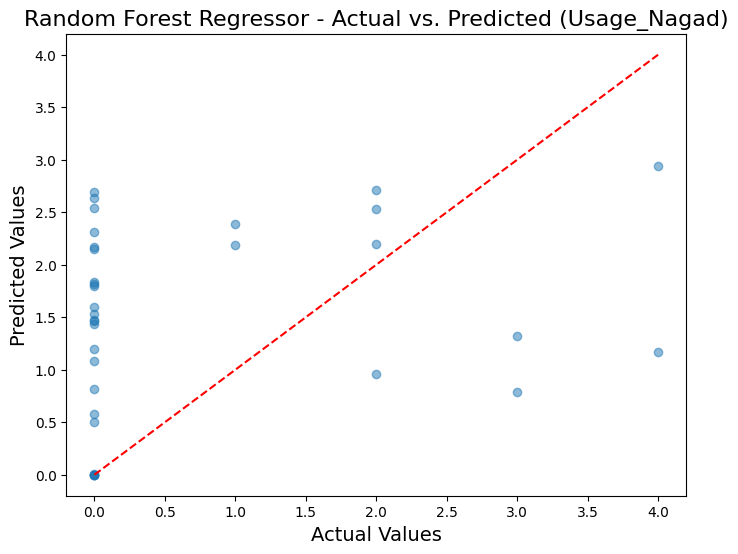 Random Forest Regressor - Actual vs. Predicted (Usage_Nagad)
Predicted Values
4.0
3.5
3.0
2.5
2.0
1.5
1.0
0.5
0.0
0.0 0.5 1.0 1.5 2.0 2.5 3.0 3.5 4.0
Actual Values